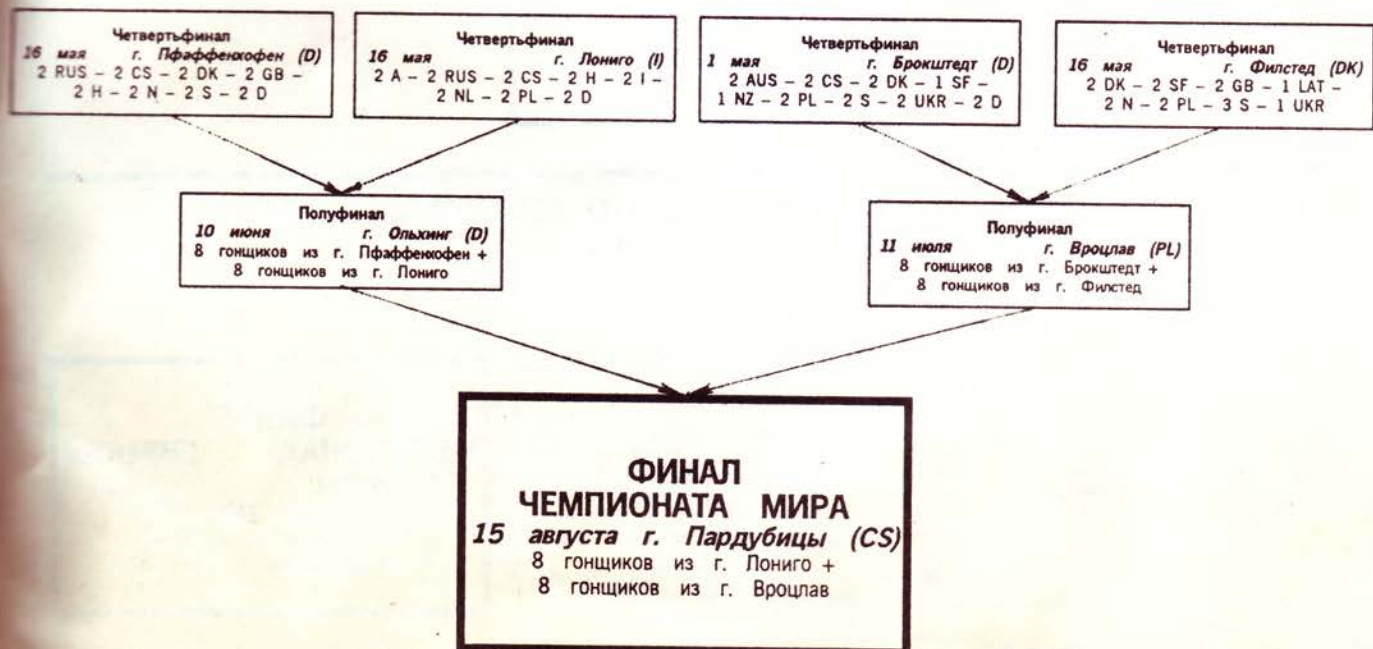 Четвертьфинал
16 мая г. Пфаффенхофен (D)
2 RUS – 2 CS – 2 DK – 2 GB –
2 H – 2 N – 2 S – 2 D
Четвертьфинал
16 мая г. Лониго (I)
2 A – 2 RUS – 2 CS – 2 H – 2 I –
2 NL – 2 PL – 2 D
Четвертьфинал
1 мая г. Брокштедт (D)
2 AUS – 2 CS – 2 DK – 1 SF –
1 NZ – 2 PL – 2 S – 2 UKR – 2 D
Четвертьфинал
16 мая г. Филстед (DK)
2 DK – 2 SF – 2 GB – 1 LAT –
2 N – 2 PL – 3 S – 1 UKR
Полуфинал
10 июня г. Ольхинг (D)
8 гонщиков из г. Пфаффенхофен +
8 гонщиков из г. Лониго
Полуфинал
11 июля г. Вроцлав (PL)
8 гонщиков из г. Брокштедт +
8 гонщиков из г. Филстед
ФИНАЛ
ЧЕМПИОНАТА МИРА
15 августа г. Пардубицы (CS)
8 гонщиков из г. Лониго +
8 гонщиков из г. Вроцлав